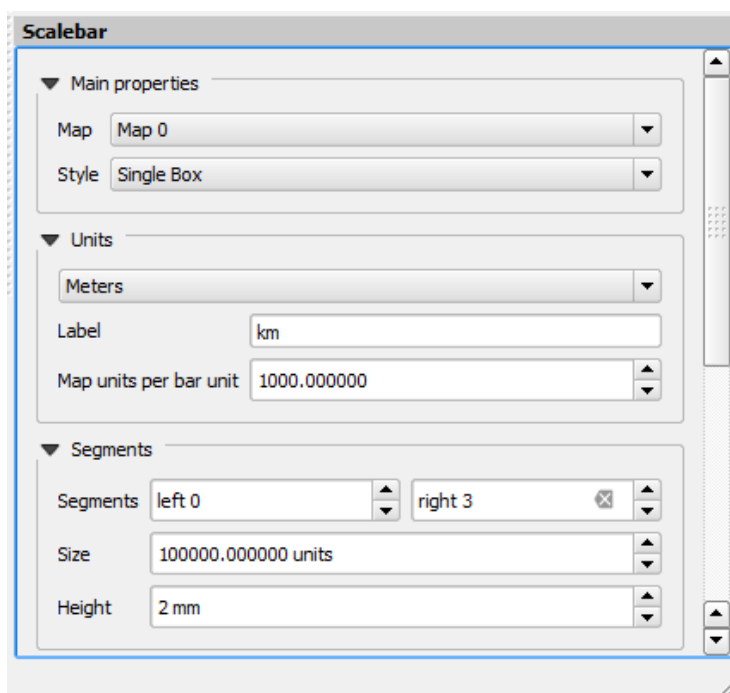 Scalebar
Main properties
Map Map 0
Style Single Box
Units
Meters
Label km
Map units per bar unit 1000.000000
Segments
Segments left 0 right 3
Size 100000.000000 units
Height 2 mm